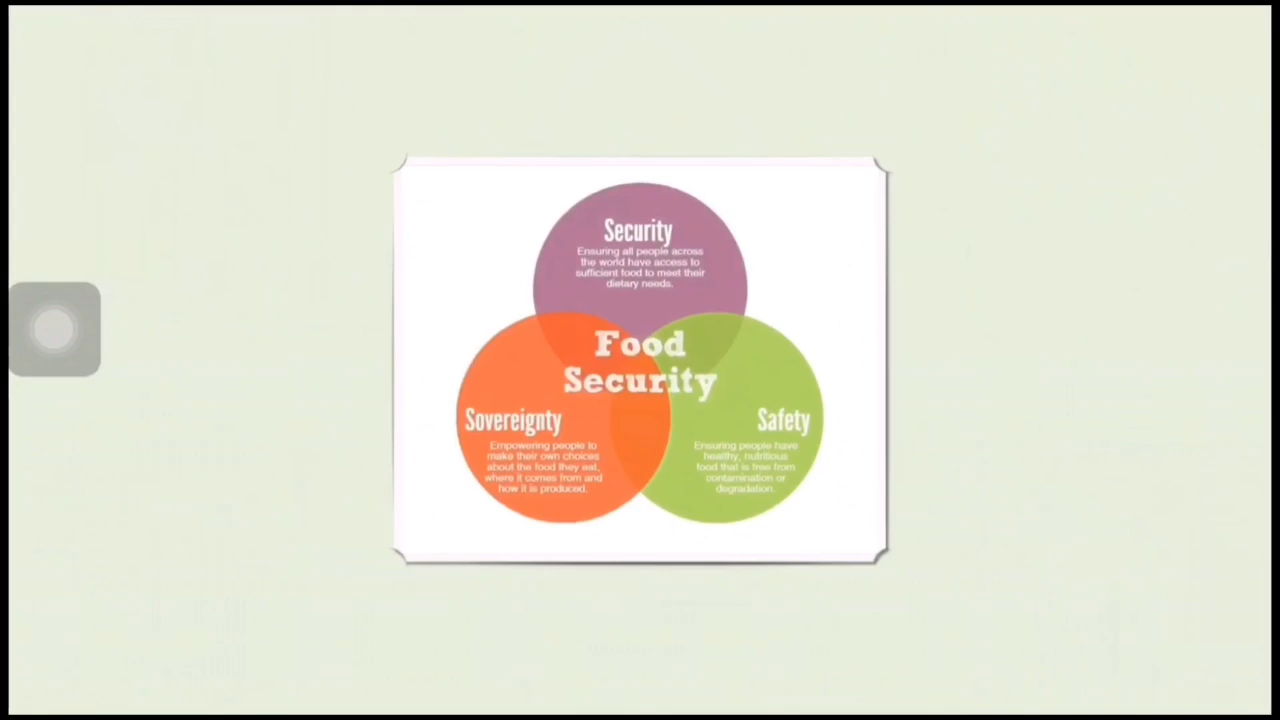 Security
Ensuring all people across
the world have access to
sufficient food to meet their
dietary needs.
Food
Security
Sovereignty
Empowering people to
make their own choices
about the food they eat,
where it comes from and
how it is produced.
Safety
Ensuring people have
healthy, nutritious
food that is free from
contamination or
degradation.